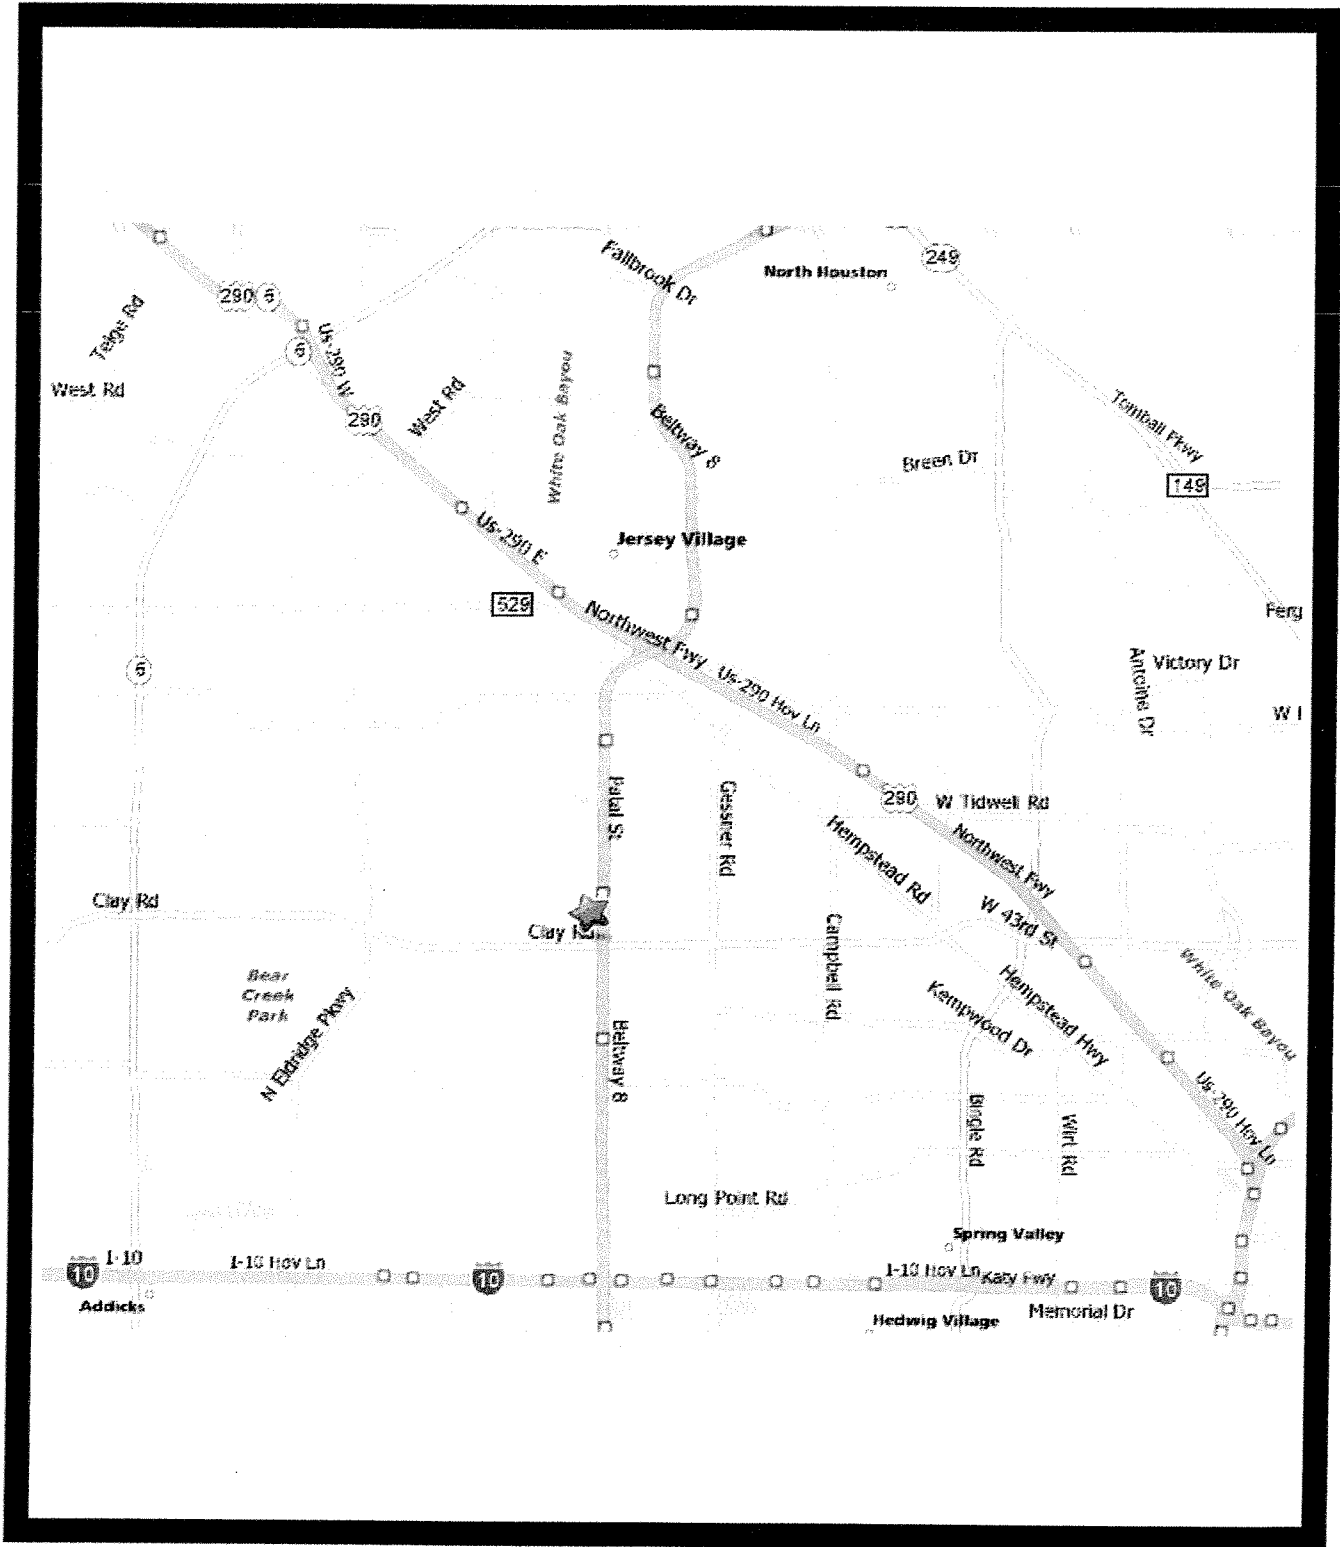 Fallbrook Dr
249
North Houston
290
6
Telge Rd
Us-290 W
6
West Rd
290
West Rd
White Oak Bayou
Beltway 8
Tomball Pkwy
Breen Dr
149
Us-290 E
Jersey Village
529
Northwest Fwy
Ferg
6
Us-290 Hov Ln
Antoine Dr
Victory Dr
W
Gessner Rd
290
W Tidwell Rd
Hempstead Rd
Northwest Fwy
Clay Rd
Clay
W 43rd St
Campbell Rd
White Oak Bayou
Bear
Creek
Park
N Eldridge Pkwy
Kempwood Dr
Hempstead Hwy
Beltway 8
Us-290 Hov Ln
Bingle Rd
Wirt Rd
Long Point Rd
Spring Valley
10
I-10
I-10 Hov Ln
10
I-10 Hov Ln
Katy Fwy
10
Addicks
Hedwig Village
Memorial Dr